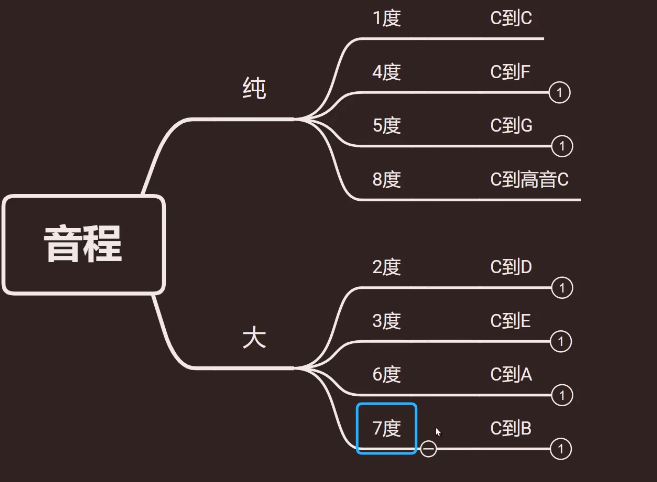 音程
纯
1度 C到C
4度 C到F 1
5度 C到G 1
8度 C到高音C
大
2度 C到D 1
3度 C到E 1
6度 C到A 1
7度 C到B 1